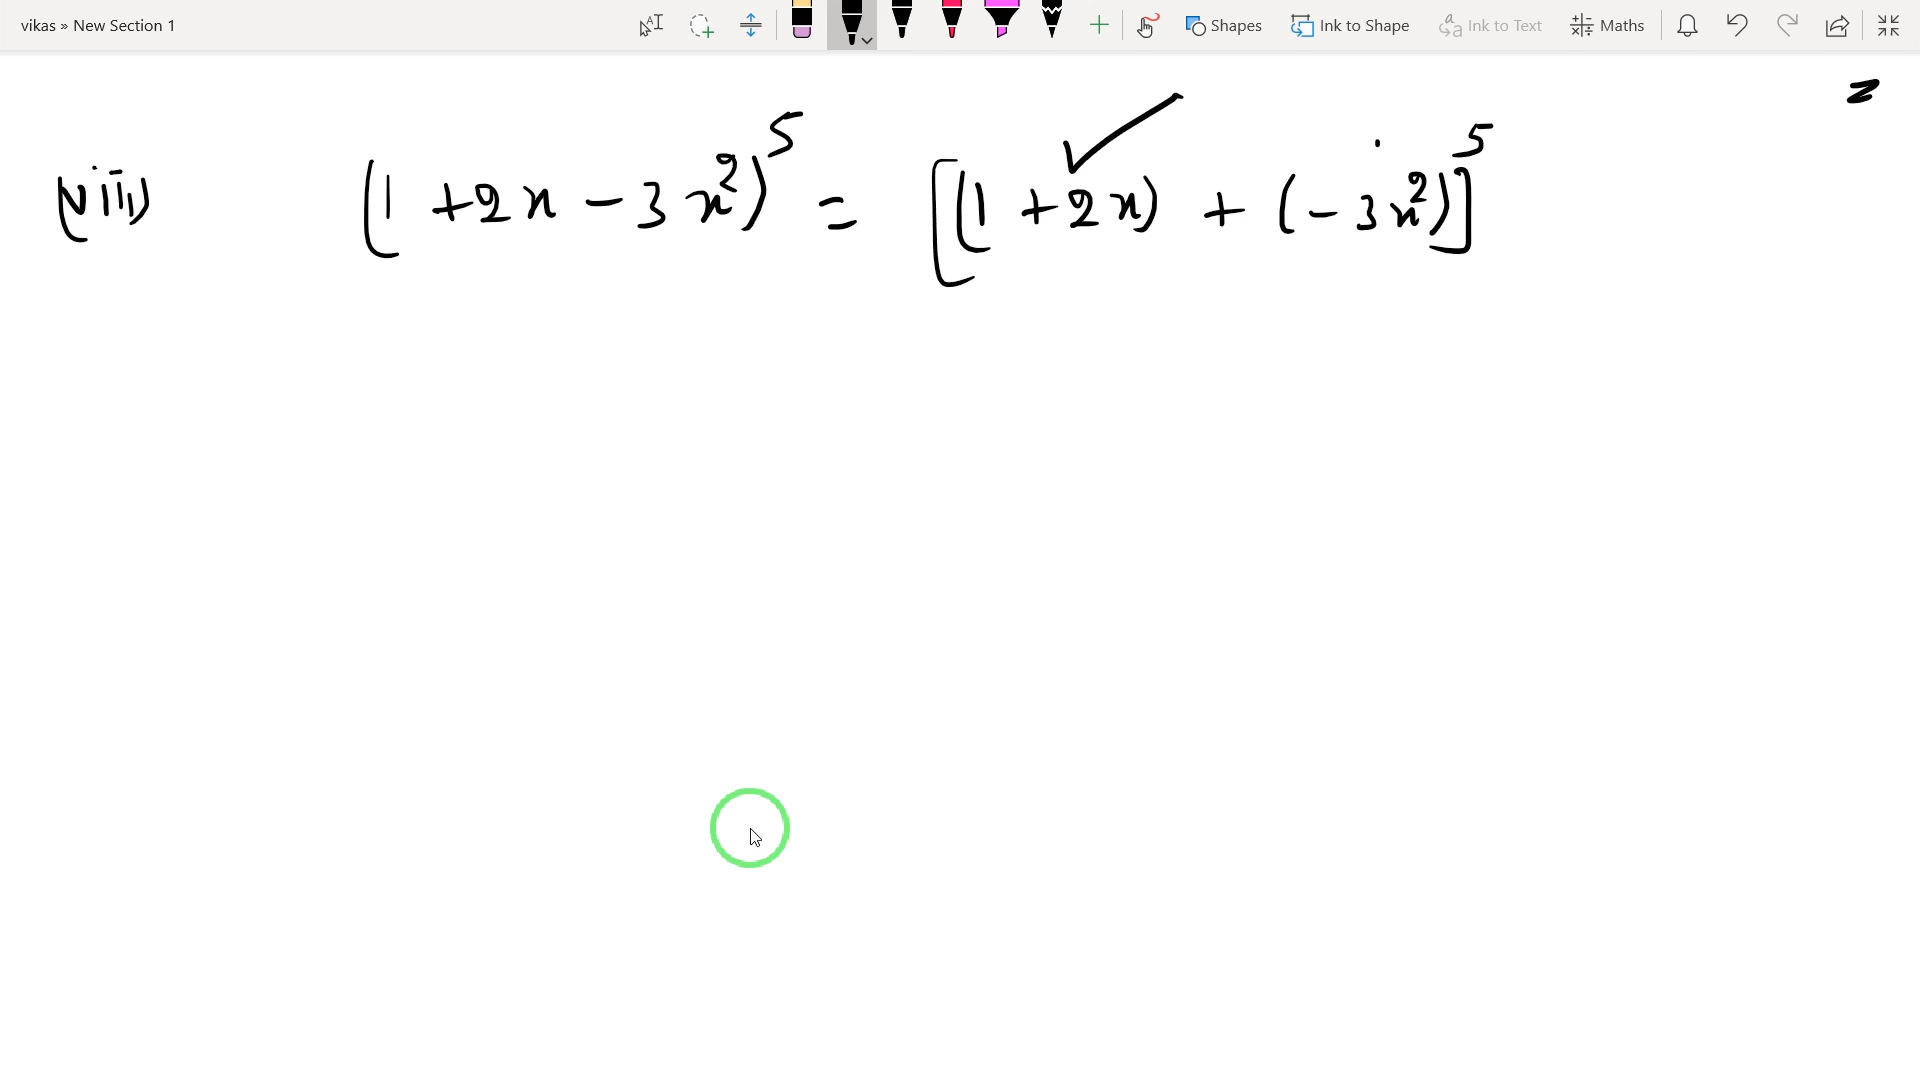 vikas » New Section 1 Shapes Ink to Shape Ink to Text Maths
(viii) (1 + 2x - 3x²)⁵ = [(1 + 2x) + (-3x²)]⁵